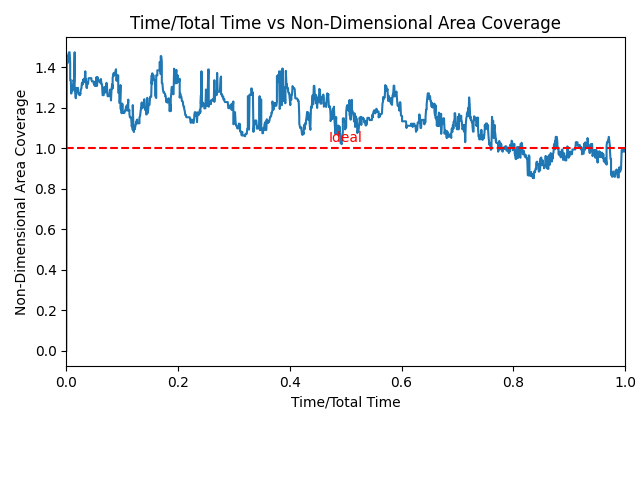 Time/Total Time vs Non-Dimensional Area Coverage
Non-Dimensional Area Coverage
1.4
1.2
1.0
0.8
0.6
0.4
0.2
0.0
Ideal
0.0 0.2 0.4 0.6 0.8 1.0
Time/Total Time